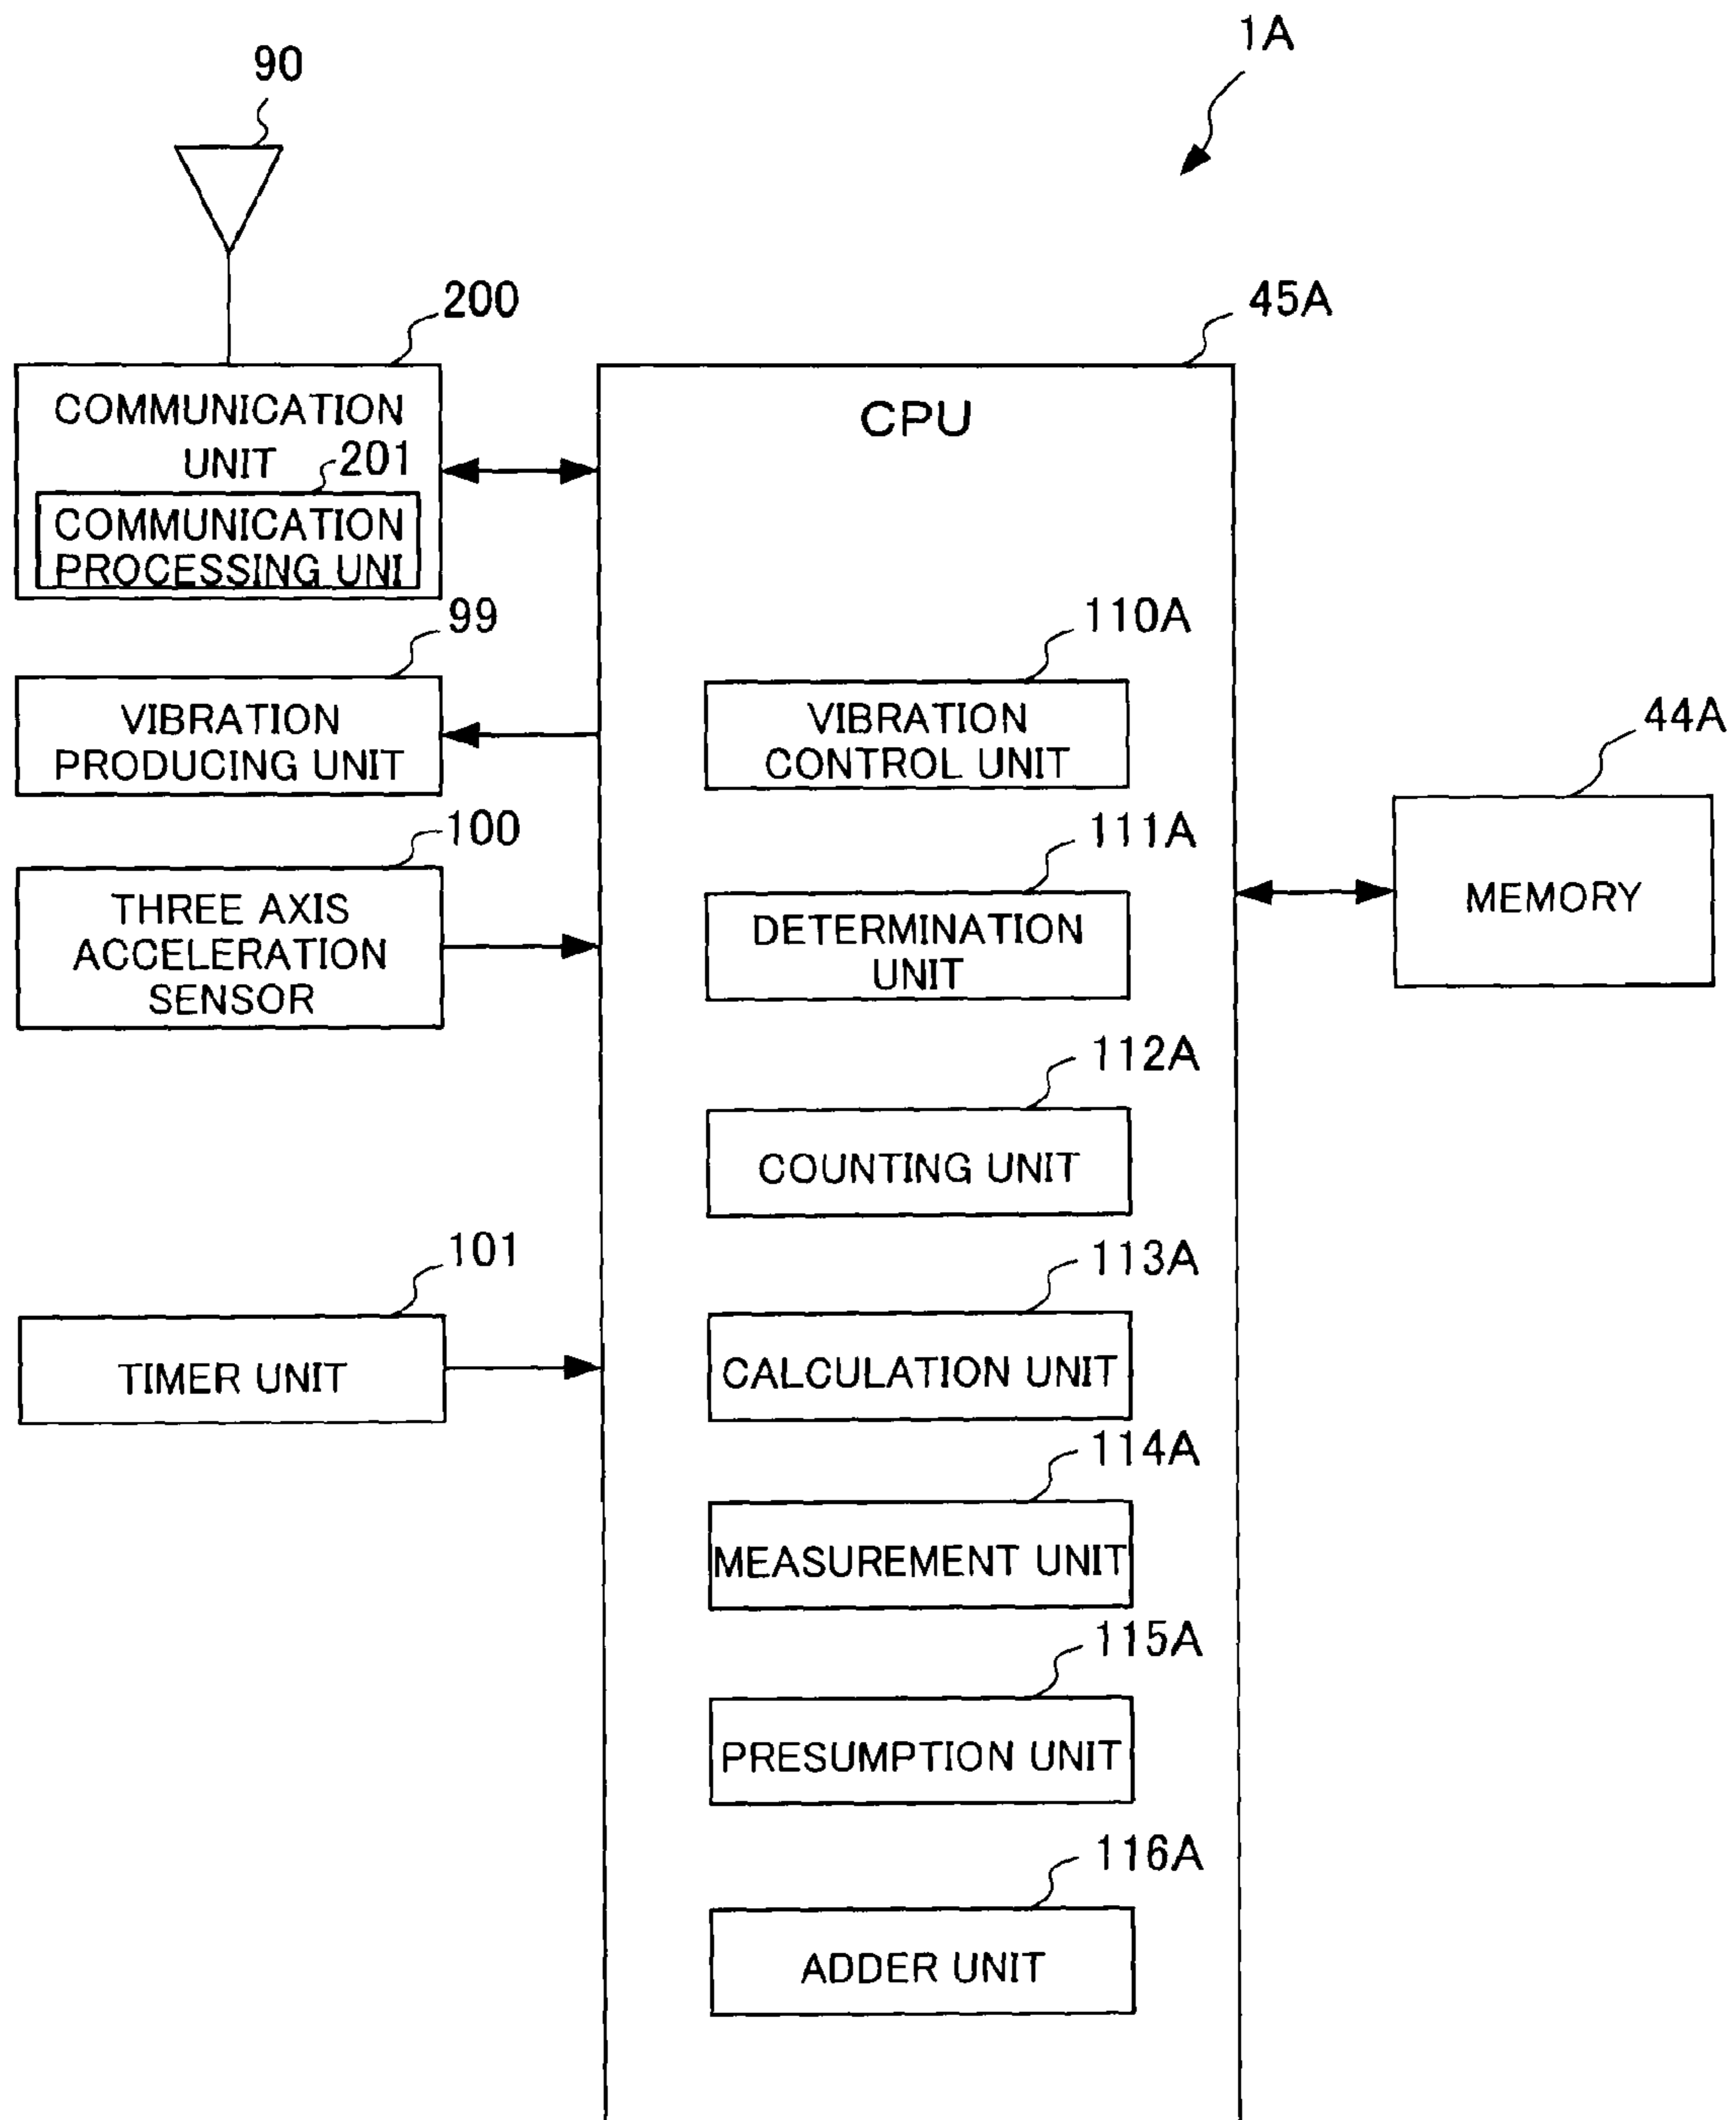 1A
90
200
45A
COMMUNICATION
UNIT
201
COMMUNICATION
PROCESSING UNI
CPU
99
VIBRATION
PRODUCING UNIT
110A
VIBRATION
CONTROL UNIT
44A
MEMORY
100
THREE AXIS
ACCELERATION
SENSOR
111A
DETERMINATION
UNIT
112A
COUNTING UNIT
101
TIMER UNIT
113A
CALCULATION UNIT
114A
MEASUREMENT UNIT
115A
PRESUMPTION UNIT
116A
ADDER UNIT